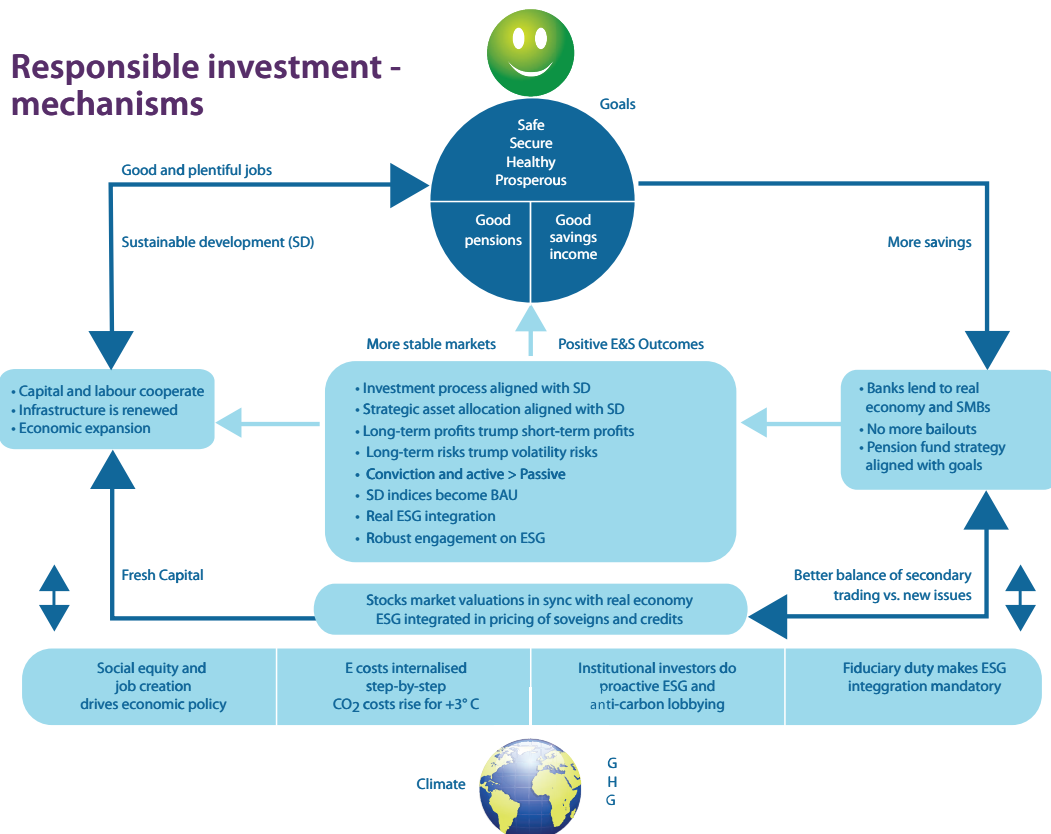 Responsible investment -
mechanisms
Goals
Safe
Secure
Healthy
Prosperous
Good
pensions
Good
savings
income
Good and plentiful jobs
Sustainable development (SD)
More savings
More stable markets
Positive E&S Outcomes
• Capital and labour cooperate
• Infrastructure is renewed
• Economic expansion
• Investment process aligned with SD
• Strategic asset allocation aligned with SD
• Long-term profits trump short-term profits
• Long-term risks trump volatility risks
• Conviction and active > Passive
• SD indices become BAU
• Real ESG integration
• Robust engagement on ESG
• Banks lend to real
economy and SMBs
• No more bailouts
• Pension fund strategy
aligned with goals
Fresh Capital
Better balance of secondary
trading vs. new issues
Stocks market valuations in sync with real economy
ESG integrated in pricing of soveigns and credits
Social equity and
job creation
drives economic policy
E costs internalised
step-by-step
CO2 costs rise for +3° C
Institutional investors do
proactive ESG and
anti-carbon lobbying
Fiduciary duty makes ESG
integgration mandatory
Climate
G
H
G